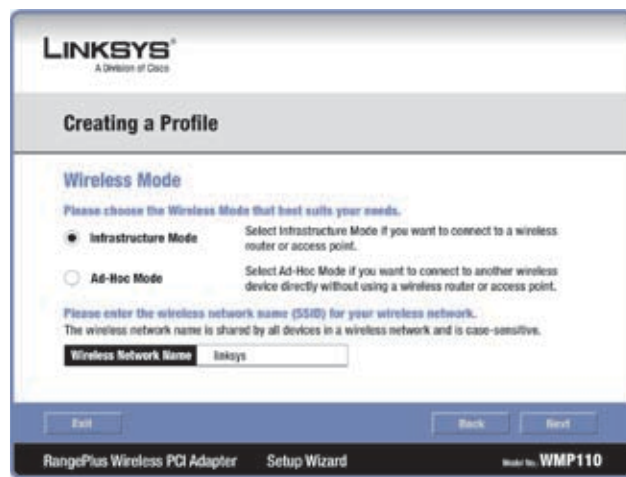 LINKSYS®
A Division of Cisco
Creating a Profile
Wireless Mode
Please choose the Wireless Mode that best suits your needs.
Infrastructure Mode
Select Infrastructure Mode if you want to connect to a wireless
router or access point.
Ad-Hoc Mode
Select Ad-Hoc Mode if you want to connect to another wireless
device directly without using a wireless router or access point.
Please enter the wireless network name (SSID) for your wireless network.
The wireless network name is shared by all devices in a wireless network and is case-sensitive.
Wireless Network Name linksys
Exit Back Next
RangePlus Wireless PCI Adapter Setup Wizard Model No. WMP110